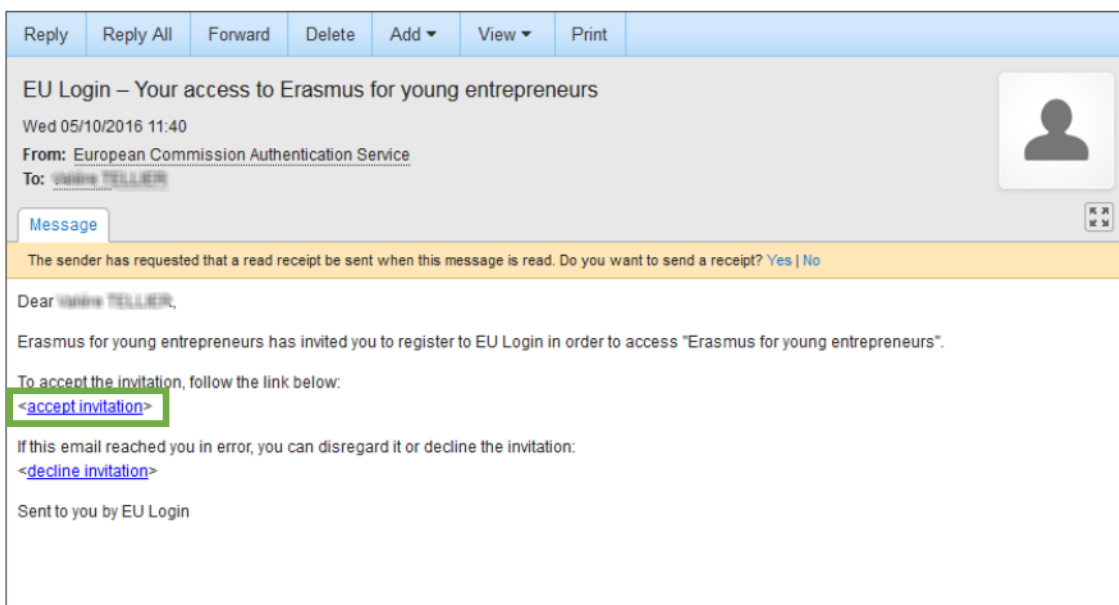 Reply Reply All Forward Delete Add View Print
EU Login – Your access to Erasmus for young entrepreneurs
Wed 05/10/2016 11:40
From: European Commission Authentication Service
To: TELLIER
Message
The sender has requested that a read receipt be sent when this message is read. Do you want to send a receipt? Yes | No
Dear TELLIER,
Erasmus for young entrepreneurs has invited you to register to EU Login in order to access "Erasmus for young entrepreneurs".
To accept the invitation, follow the link below:
<accept invitation>
If this email reached you in error, you can disregard it or decline the invitation:
<decline invitation>
Sent to you by EU Login